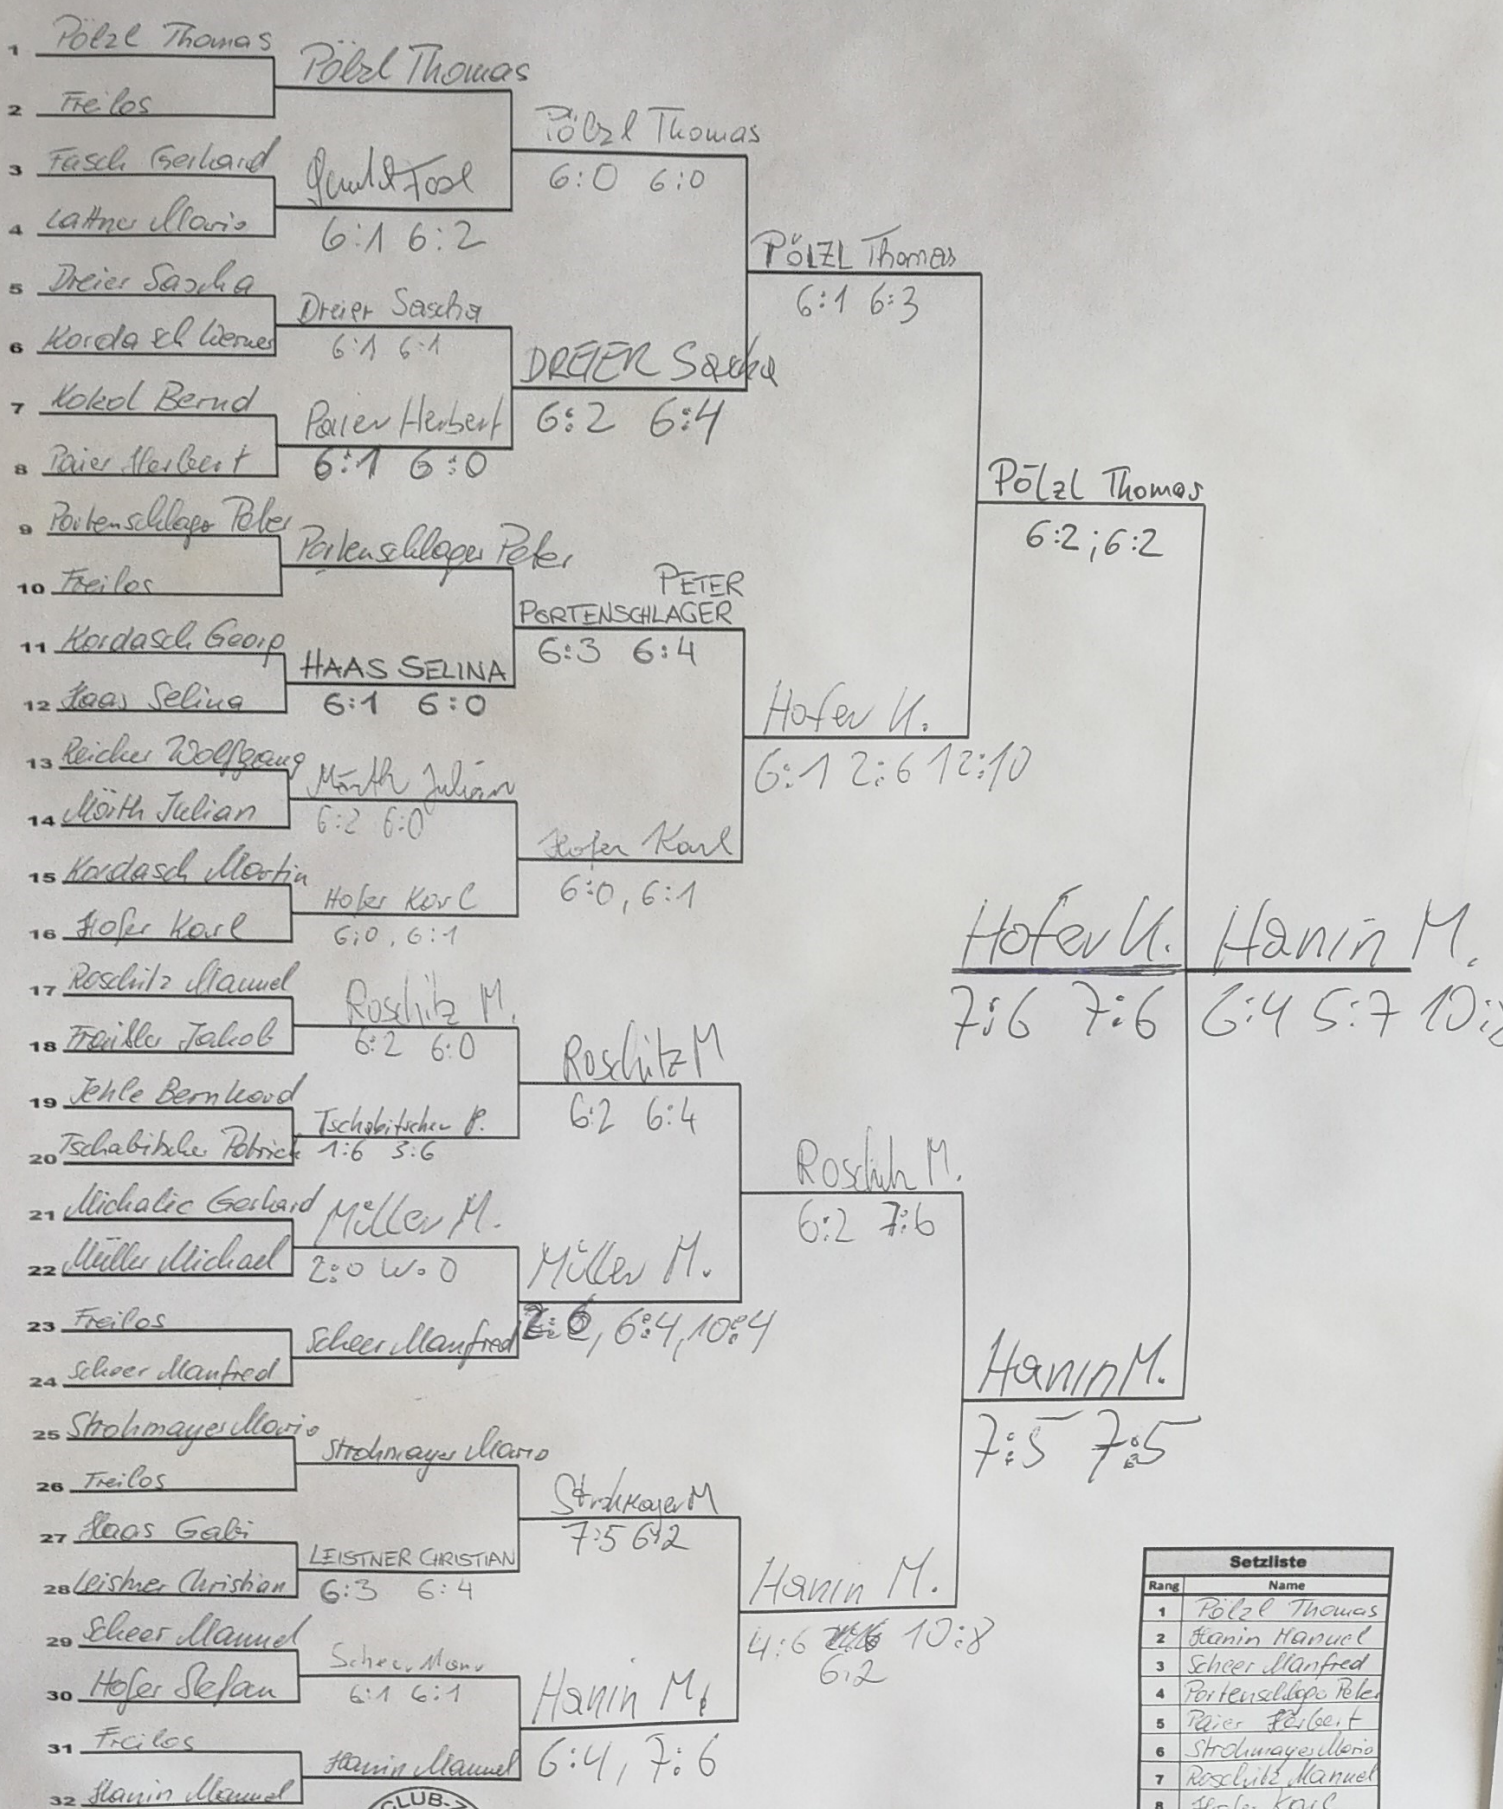 1 Pölzl Thomas
2 Freilos
3 Fasch Gerhard
4 Lattner Mario
5 Dreier Sascha
6 Kordasch Werner
7 Kokol Bernd
8 Paier Herbert
9 Portenschlager Peter
10 Freilos
11 Kordasch Georg
12 Haas Selina
13 Reicher Wolfgang
14 Mörth Julian
15 Kordasch Martin
16 Hofer Karl
17 Roschitz Manuel
18 Jakob
19 Jehle Bernhard
20 Tschabitscher Patrick
21 Michalic Gerhard
22 Müller Michael
23 Freilos
24 Scheer Manfred
25 Strohmayer Mario
26 Freilos
27 Haas Gabi
28 Leistner Christian
29 Scheer Manuel
30 Hofer Stefan
31 Freilos
32 Hanin Manuel
Pölzl Thomas
6:1 6:2
Dreier Sascha
6:1 6:1
Paier Herbert
6:1 6:0
Portenschlager Peter
HAAS SELINA
6:1 6:0
Mörth Julian
6:2 6:0
Hofer Karl
6:0, 6:1
Roschitz M.
6:2 6:0
Tschabitscher P.
1:6 3:6
Müller M.
2:0 W.O
Scheer Manfred
Strohmayer Mario
LEISTNER CHRISTIAN
6:3 6:4
Scheer Manu
6:1 6:1
Hanin Manuel
Pölzl Thomas
6:0 6:0
DREIER Sascha
6:2 6:4
PETER
PORTENSCHLAGER
6:3 6:4
Hofer Karl
6:0, 6:1
Roschitz M
6:2 6:4
Müller M.
6:4, 10:4
Strohmayer M
7:5 6:2
Hanin M.
6:4, 7:6
PÖLZL Thomas
6:1 6:3
Hofer K.
6:1 2:6 12:10
Roschitz M.
6:2 7:6
Hanin M.
4:6 10:8
6:2
Pölzl Thomas
6:2 ; 6:2
Hanin M.
7:5 7:5
Hofer K.
7:6 7:6
Hanin M.
6:4 5:7 10:8
Setzliste
Rang Name
1 Pölzl Thomas
2 Hanin Manuel
3 Scheer Manfred
4 Portenschlager Peter
5 Paier Herbert
6 Strohmayer Mario
7 Roschitz Manuel
8 Hofer Karl
CLUB-